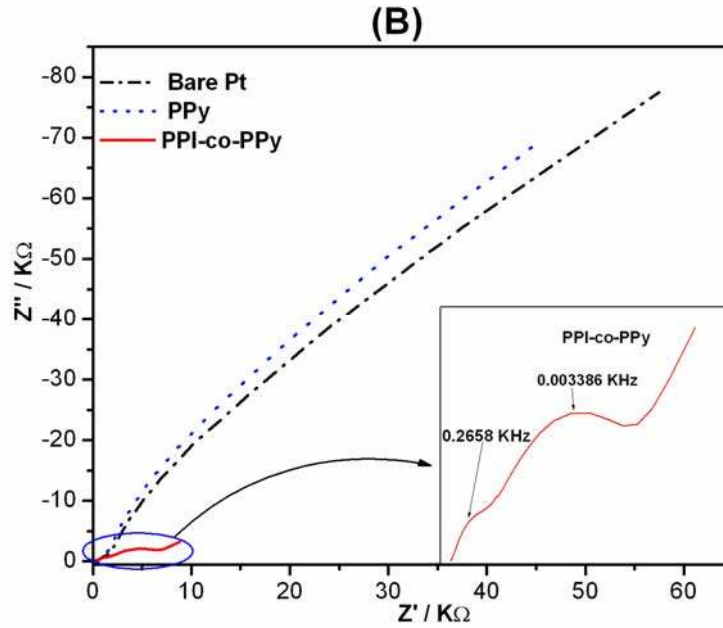 (B)
-80
-70
-60
-50
-40
-30
-20
-10
0
Z'' / KΩ
Bare Pt
PPy
PPI-co-PPy
PPI-co-PPy
0.003386 KHz
0.2658 KHz
0 10 20 30 40 50 60
Z' / KΩ